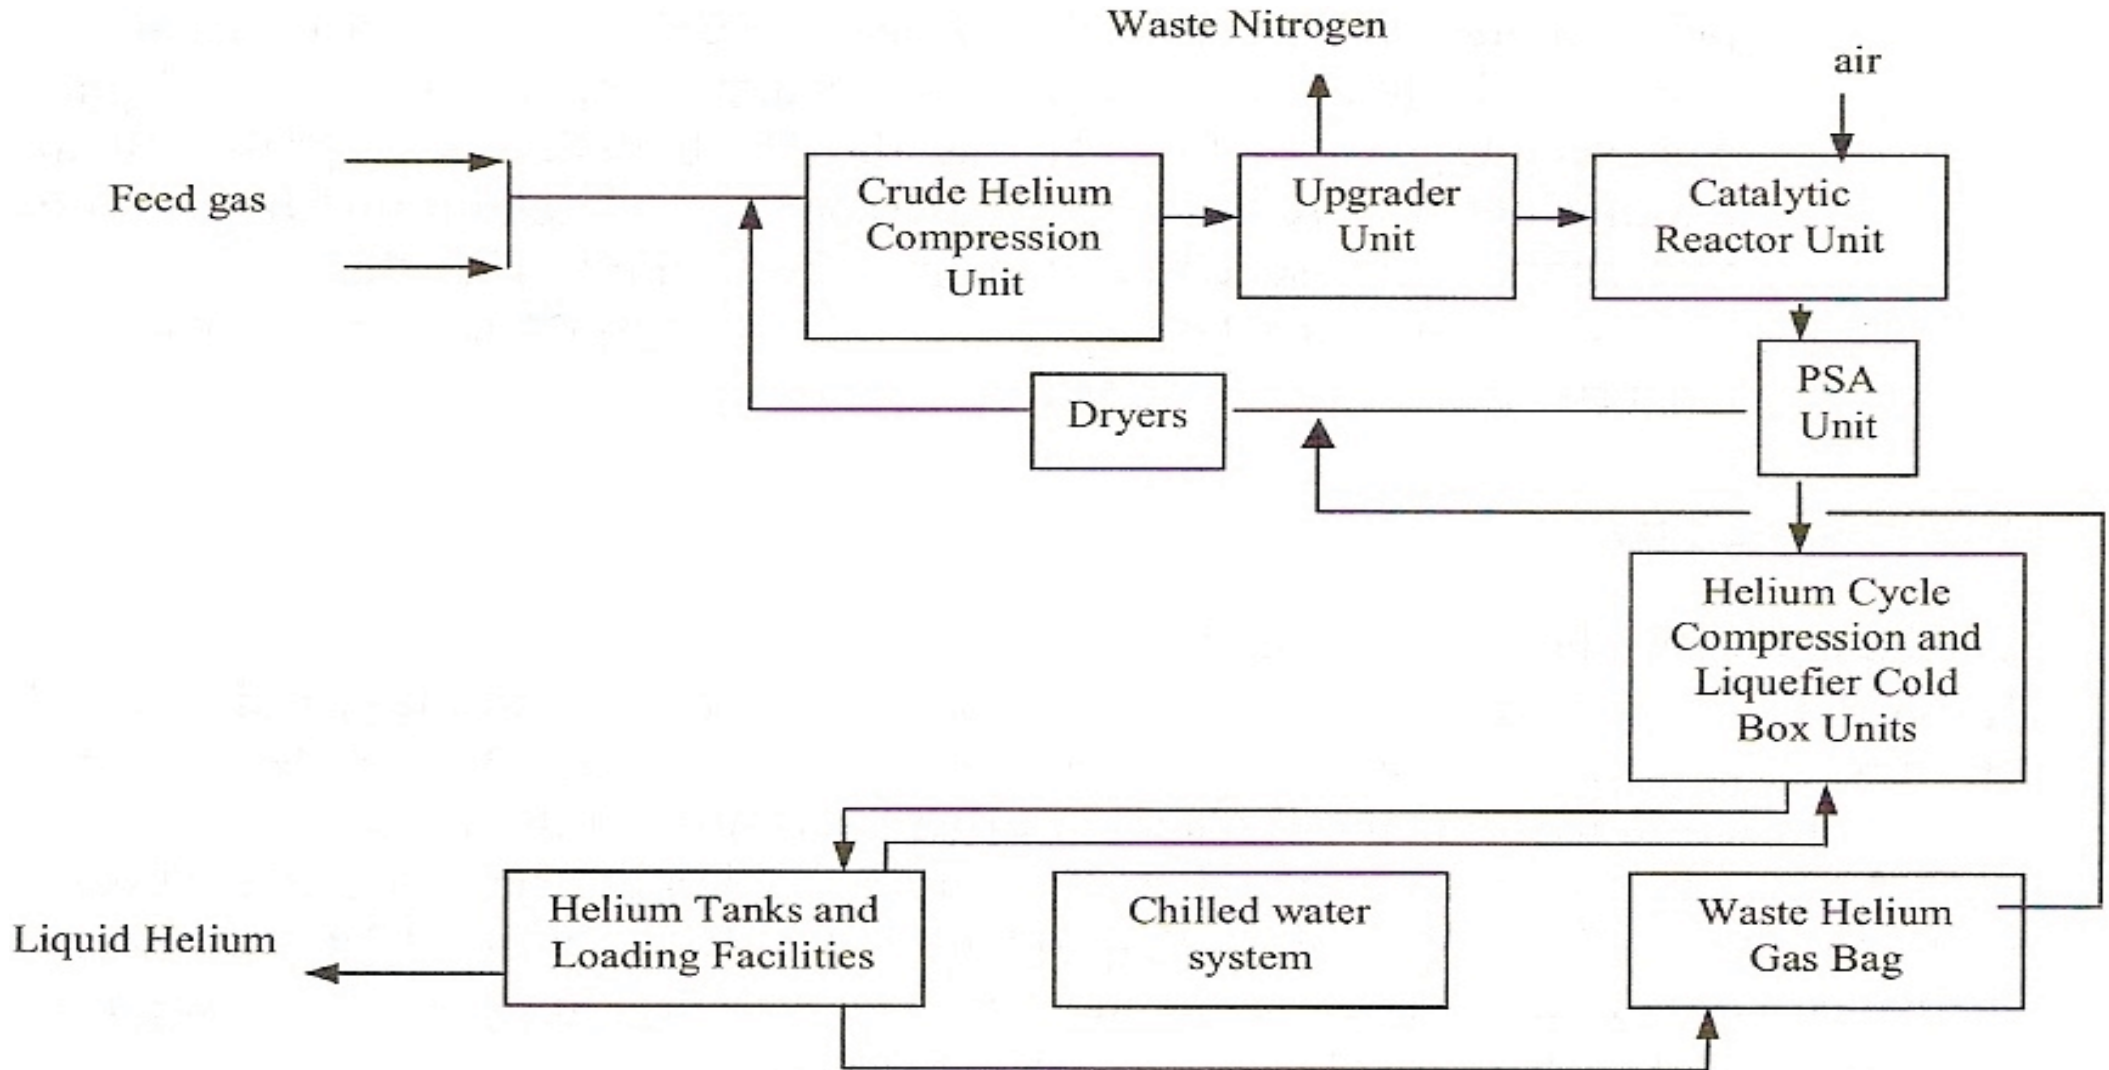 Waste Nitrogen
air
Feed gas
Crude Helium
Compression
Unit
Upgrader
Unit
Catalytic
Reactor Unit
Dryers
PSA
Unit
Helium Cycle
Compression and
Liquefier Cold
Box Units
Liquid Helium
Helium Tanks and
Loading Facilities
Chilled water
system
Waste Helium
Gas Bag